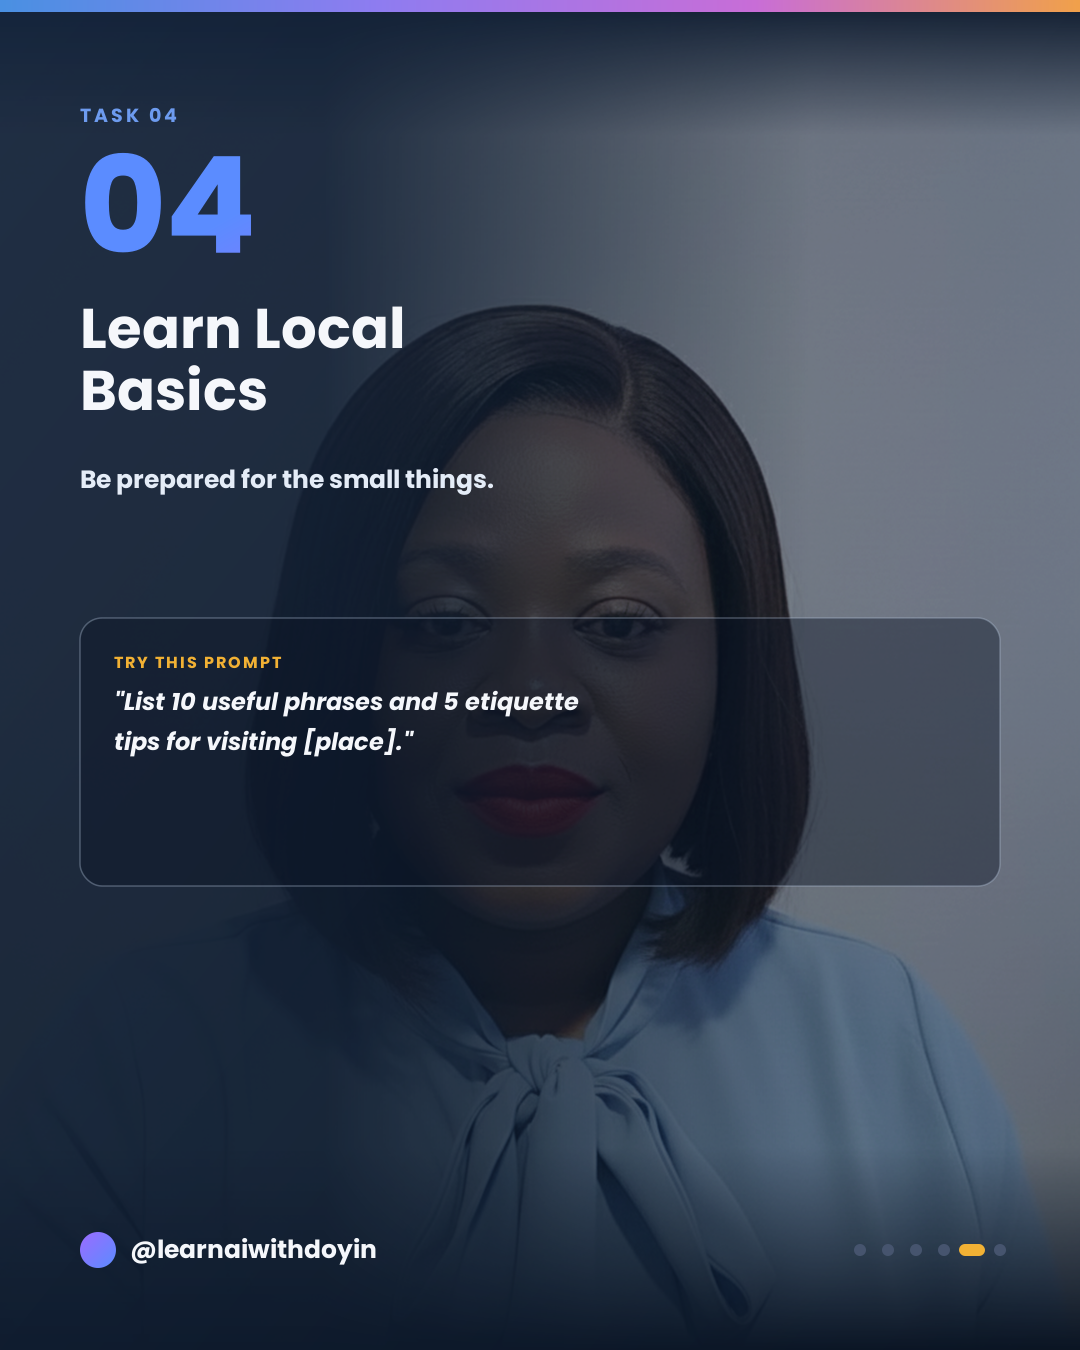 TASK 04
04
Learn Local
Basics
Be prepared for the small things.
TRY THIS PROMPT
"List 10 useful phrases and 5 etiquette
tips for visiting [place]."
@learnaiwithdoyin